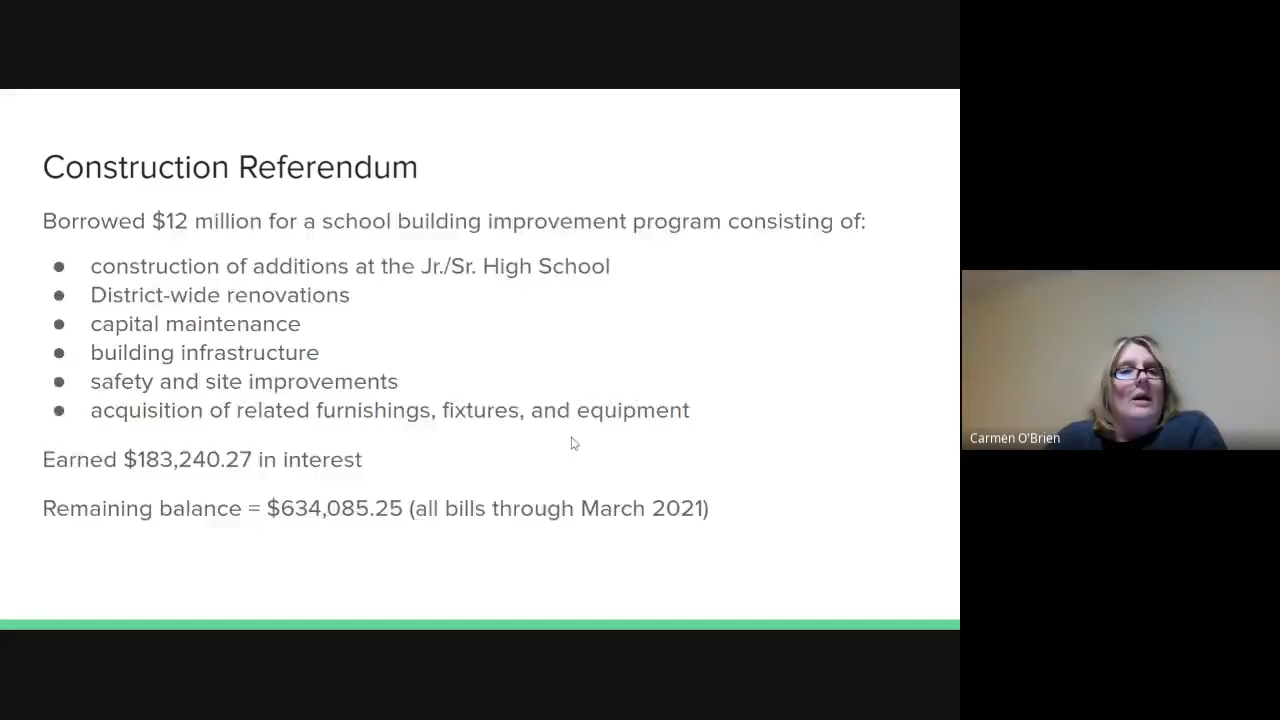 Construction Referendum
Borrowed $12 million for a school building improvement program consisting of:
● construction of additions at the Jr./Sr. High School
● District-wide renovations
● capital maintenance
● building infrastructure
● safety and site improvements
● acquisition of related furnishings, fixtures, and equipment
Earned $183,240.27 in interest
Remaining balance = $634,085.25 (all bills through March 2021)
Carmen O'Brien